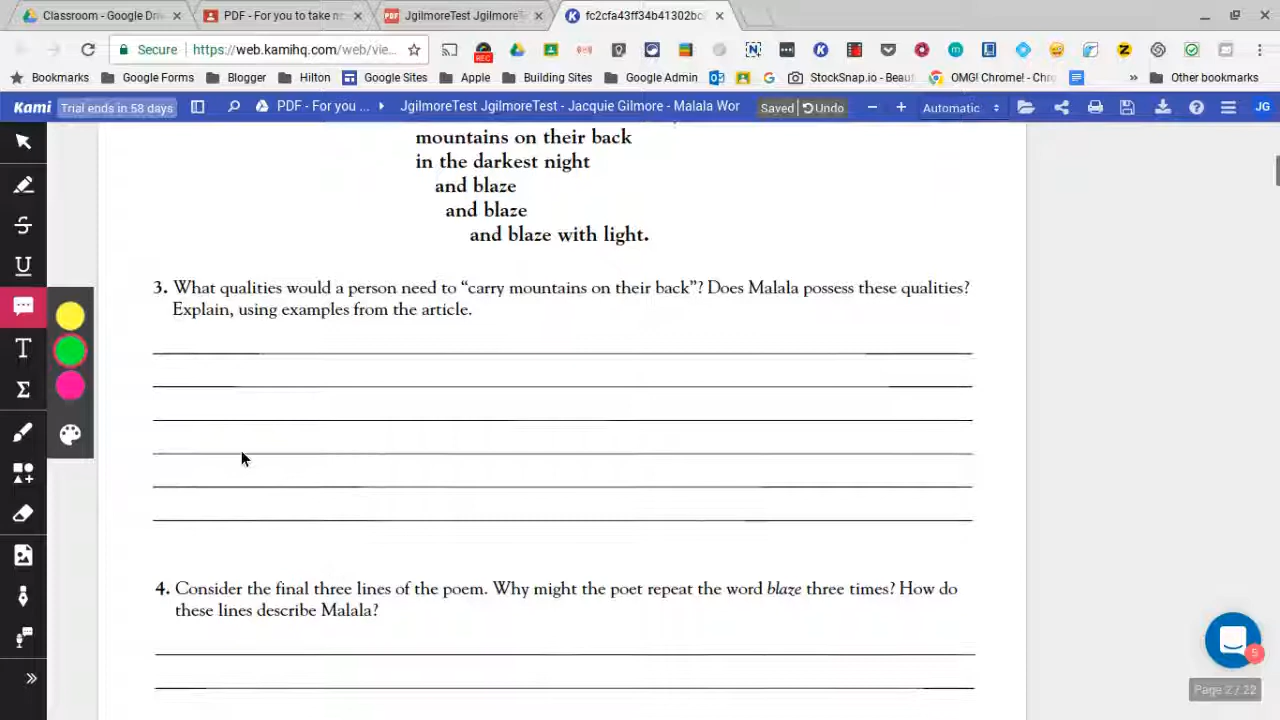 Classroom - Google Dri
PDF - For you to take n
JgilmoreTest JgilmoreTest
fc2cfa43ff34b41302bc
Secure
https://web.kamihq.com/web/vie...
REC
Bookmarks
Google Forms
Blogger
Hilton
Google Sites
Apple
Building Sites
Google Admin
StockSnap.io - Beaut
OMG! Chrome! - Chro
»
Other bookmarks
Kami
Trial ends in 58 days
PDF - For you ...
JgilmoreTest JgilmoreTest - Jacquie Gilmore - Malala Wor
Saved
Undo
Automatic
JG
mountains on their back
in the darkest night
and blaze
and blaze
and blaze with light.
3. What qualities would a person need to “carry mountains on their back”? Does Malala possess these qualities?
Explain, using examples from the article.
4. Consider the final three lines of the poem. Why might the poet repeat the word blaze three times? How do
these lines describe Malala?
5
Page 2 / 22